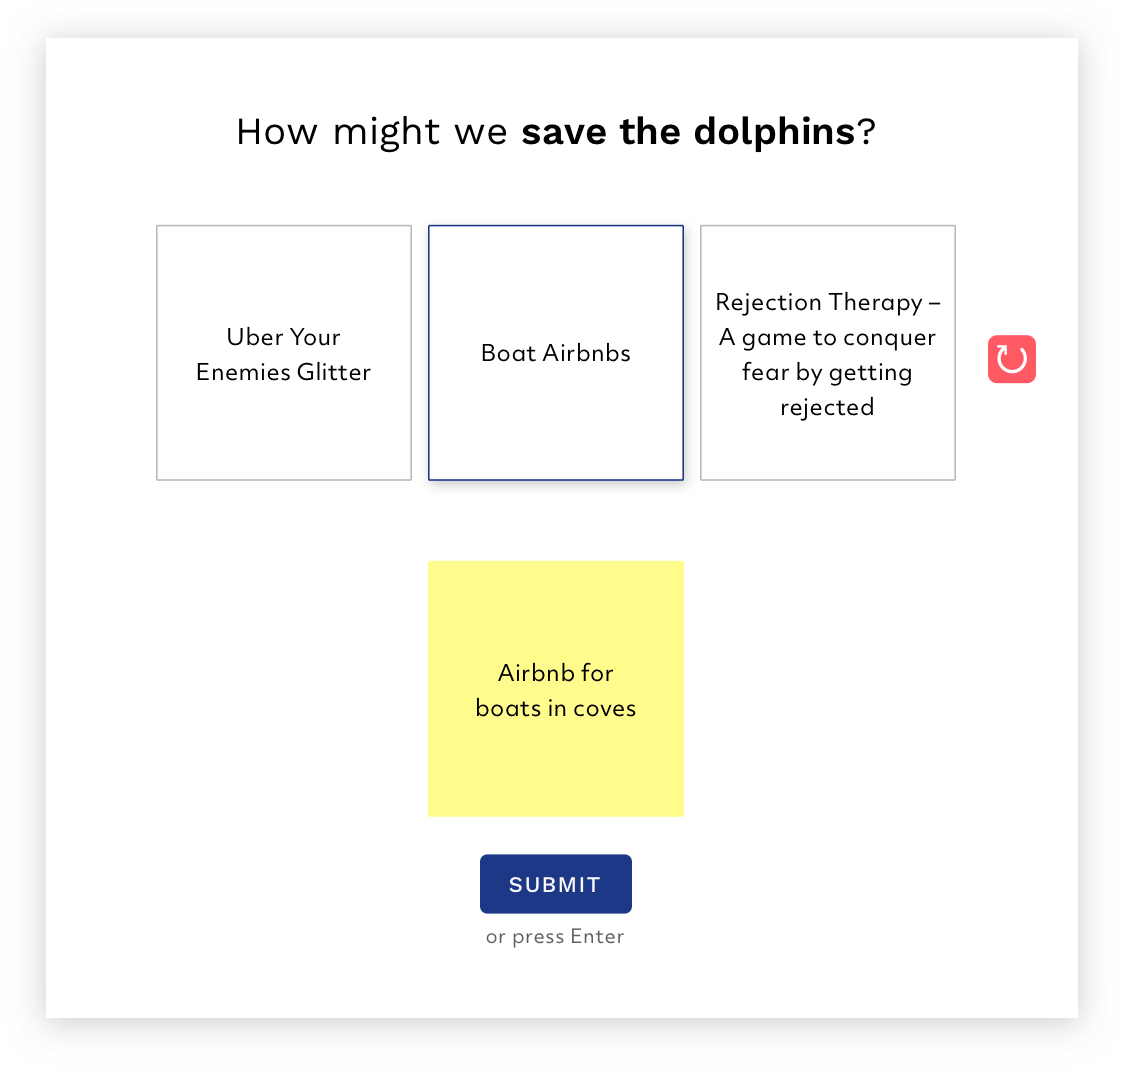 How might we save the dolphins?
Uber Your
Enemies Glitter
Boat Airbnbs
Rejection Therapy –
A game to conquer
fear by getting
rejected
Airbnb for
boats in coves
SUBMIT
or press Enter